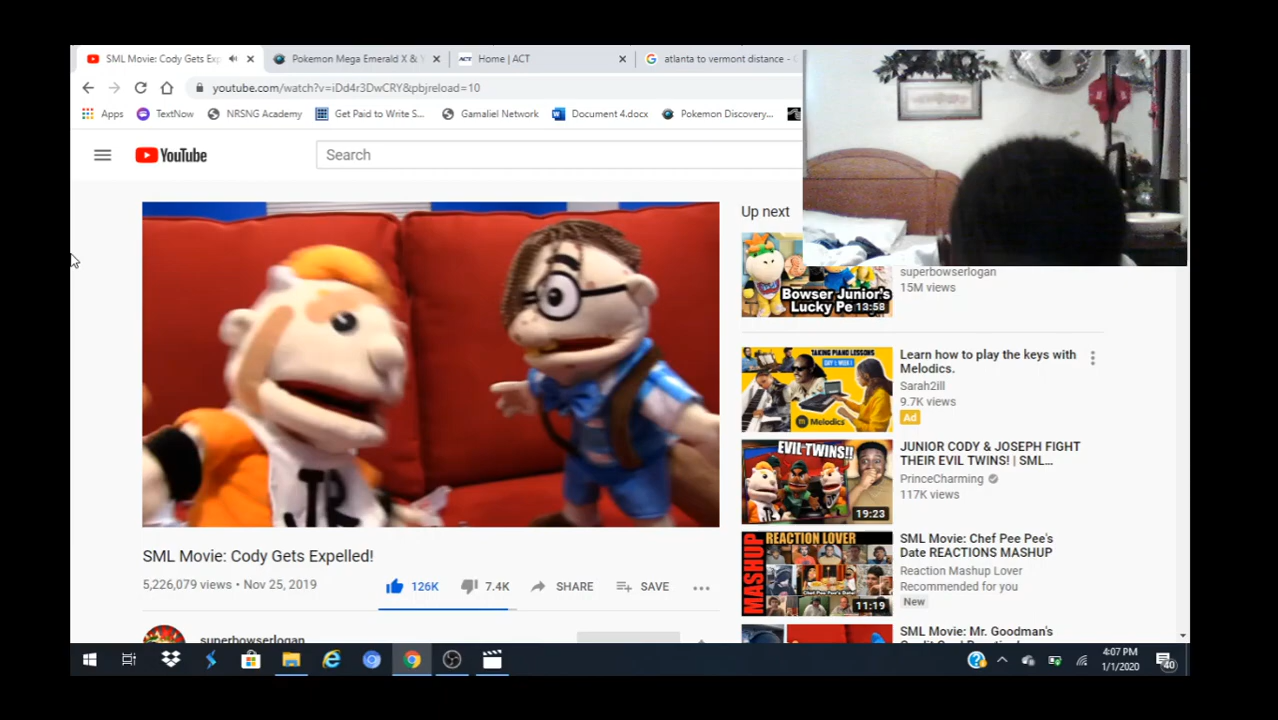 SML Movie: Cody Gets Exp
Pokemon Mega Emerald X & Y
Home | ACT
atlanta to vermont distance -
youtube.com/watch?v=iDd4r3DwCRY&pbjreload=10
Apps
TextNow
NRSNG Academy
Get Paid to Write S...
Gamaliel Network
Document 4.docx
Pokemon Discovery...
YouTube
Search
JR
SML Movie: Cody Gets Expelled!
5,226,079 views • Nov 25, 2019
126K
7.4K
SHARE
SAVE
superbowserlogan
Up next
Bowser Junior's
Lucky Pe
13:58
superbowserlogan
15M views
TAKING PIANO LESSONS
Melodics
Learn how to play the keys with
Melodics.
Sarah2ill
9.7K views
Ad
EVIL TWINS!!
19:23
JUNIOR CODY & JOSEPH FIGHT
THEIR EVIL TWINS! | SML...
PrinceCharming
117K views
MASHUP
REACTION LOVER
11:19
SML Movie: Chef Pee Pee's
Date REACTIONS MASHUP
Reaction Mashup Lover
Recommended for you
New
SML Movie: Mr. Goodman's
4:07 PM
1/1/2020
40